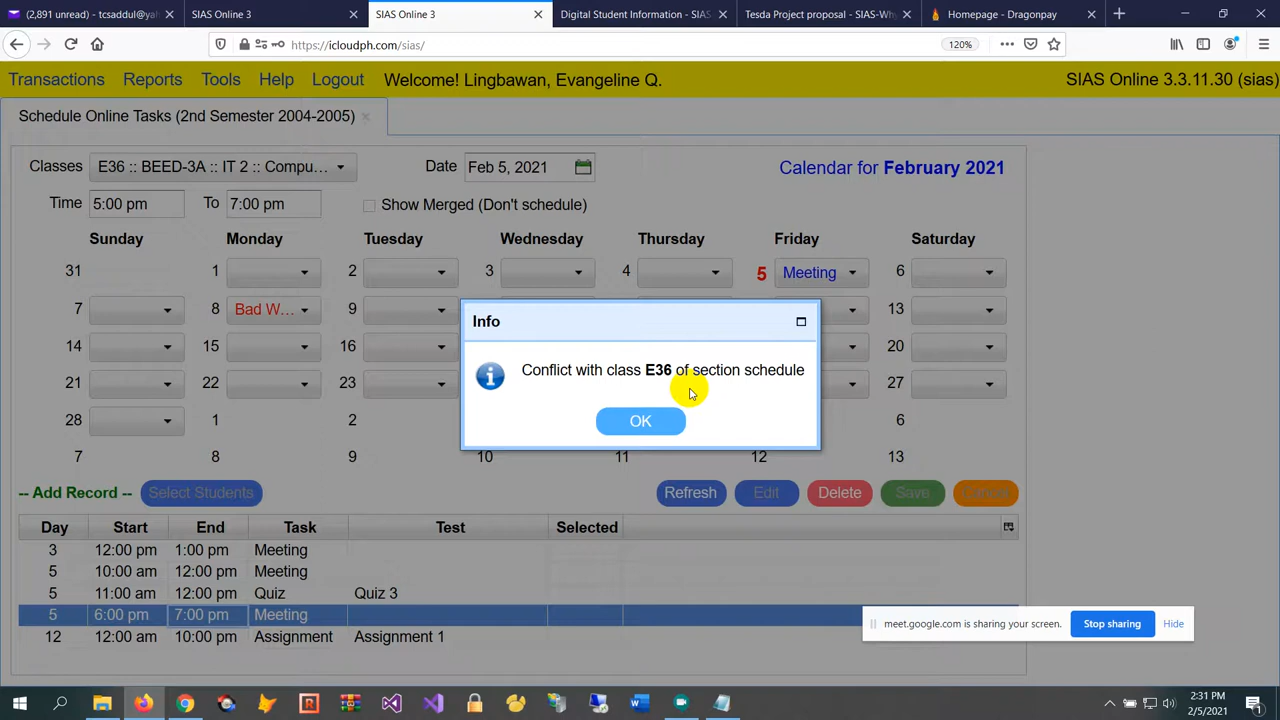 (2,891 unread) - tcsaddul@yah
SIAS Online 3
SIAS Online 3
Digital Student Information - SIAS
Tesda Project proposal - SIAS-Wh
Homepage - Dragonpay
https://icloudph.com/sias/
120%
Transactions Reports Tools Help Logout Welcome! Lingbawan, Evangeline Q. SIAS Online 3.3.11.30 (sias)
Schedule Online Tasks (2nd Semester 2004-2005)
Classes E36 :: BEED-3A :: IT 2 :: Compu... Date Feb 5, 2021 Calendar for February 2021
Time 5:00 pm To 7:00 pm Show Merged (Don't schedule)
Sunday Monday Tuesday Wednesday Thursday Friday Saturday
31 1 2 3 4 5 Meeting 6
7 8 Bad W... 9 13
14 15 16 20
21 22 23 27
28 1 2 6
7 8 9 10 11 12 13
Info
Conflict with class E36 of section schedule
OK
-- Add Record -- Select Students Refresh Edit Delete Save Cancel
Day Start End Task Test Selected
3 12:00 pm 1:00 pm Meeting
5 10:00 am 12:00 pm Meeting
5 11:00 am 12:00 pm Quiz Quiz 3
5 6:00 pm 7:00 pm Meeting
12 12:00 am 10:00 pm Assignment Assignment 1
meet.google.com is sharing your screen. Stop sharing Hide
2:31 PM
2/5/2021
1